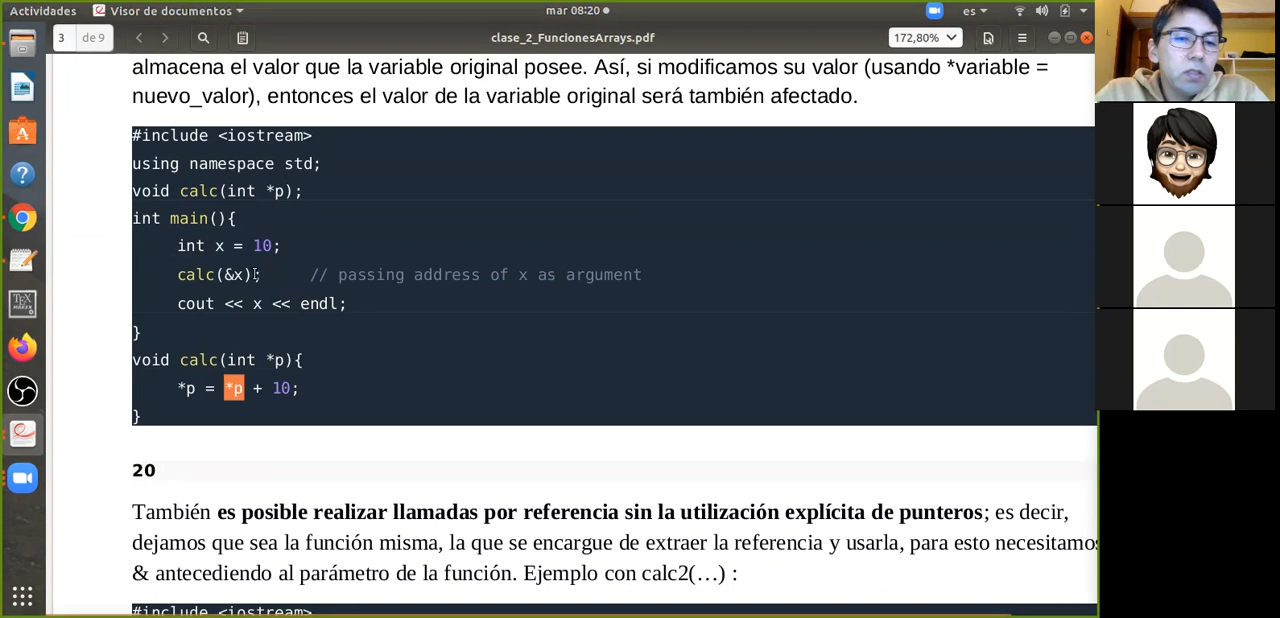 Actividades Visor de documentos mar 08:20 es
3 de 9 clase_2_FuncionesArrays.pdf 172,80%
almacena el valor que la variable original posee. Así, si modificamos su valor (usando *variable =
nuevo_valor), entonces el valor de la variable original será también afectado.
#include <iostream>
using namespace std;
void calc(int *p);
int main(){
int x = 10;
calc(&x); // passing address of x as argument
cout << x << endl;
}
void calc(int *p){
*p = *p + 10;
}
20
También es posible realizar llamadas por referencia sin la utilización explícita de punteros; es decir,
dejamos que sea la función misma, la que se encargue de extraer la referencia y usarla, para esto necesitamos
& antecediendo al parámetro de la función. Ejemplo con calc2(…) :
#include <iostream>